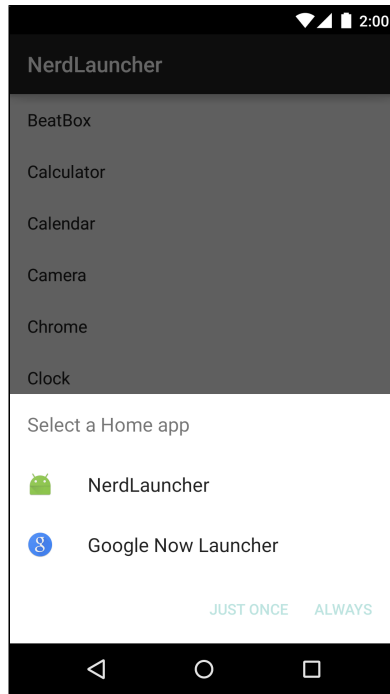 2:00
NerdLauncher
BeatBox
Calculator
Calendar
Camera
Chrome
Clock
Select a Home app
NerdLauncher
8 Google Now Launcher
JUST ONCE ALWAYS